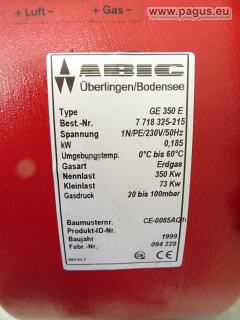 www.pagus.eu
+ Luft - + Gas -
ABIC
Überlingen/Bodensee
Type GE 350 E
Best.-Nr. 7 718 325-215
Spannung 1N/PE/230V/50Hz
kW 0,185
Umgebungstemp. 0°C bis 60°C
Gasart Erdgas
Nennlast 350 Kw
Kleinlast 73 Kw
Gasdruck 20 bis 100mbar
Baumusternr. CE-0085AQ
Produkt-ID-Nr.
Baujahr 1999
Fabr.-Nr. 094 228